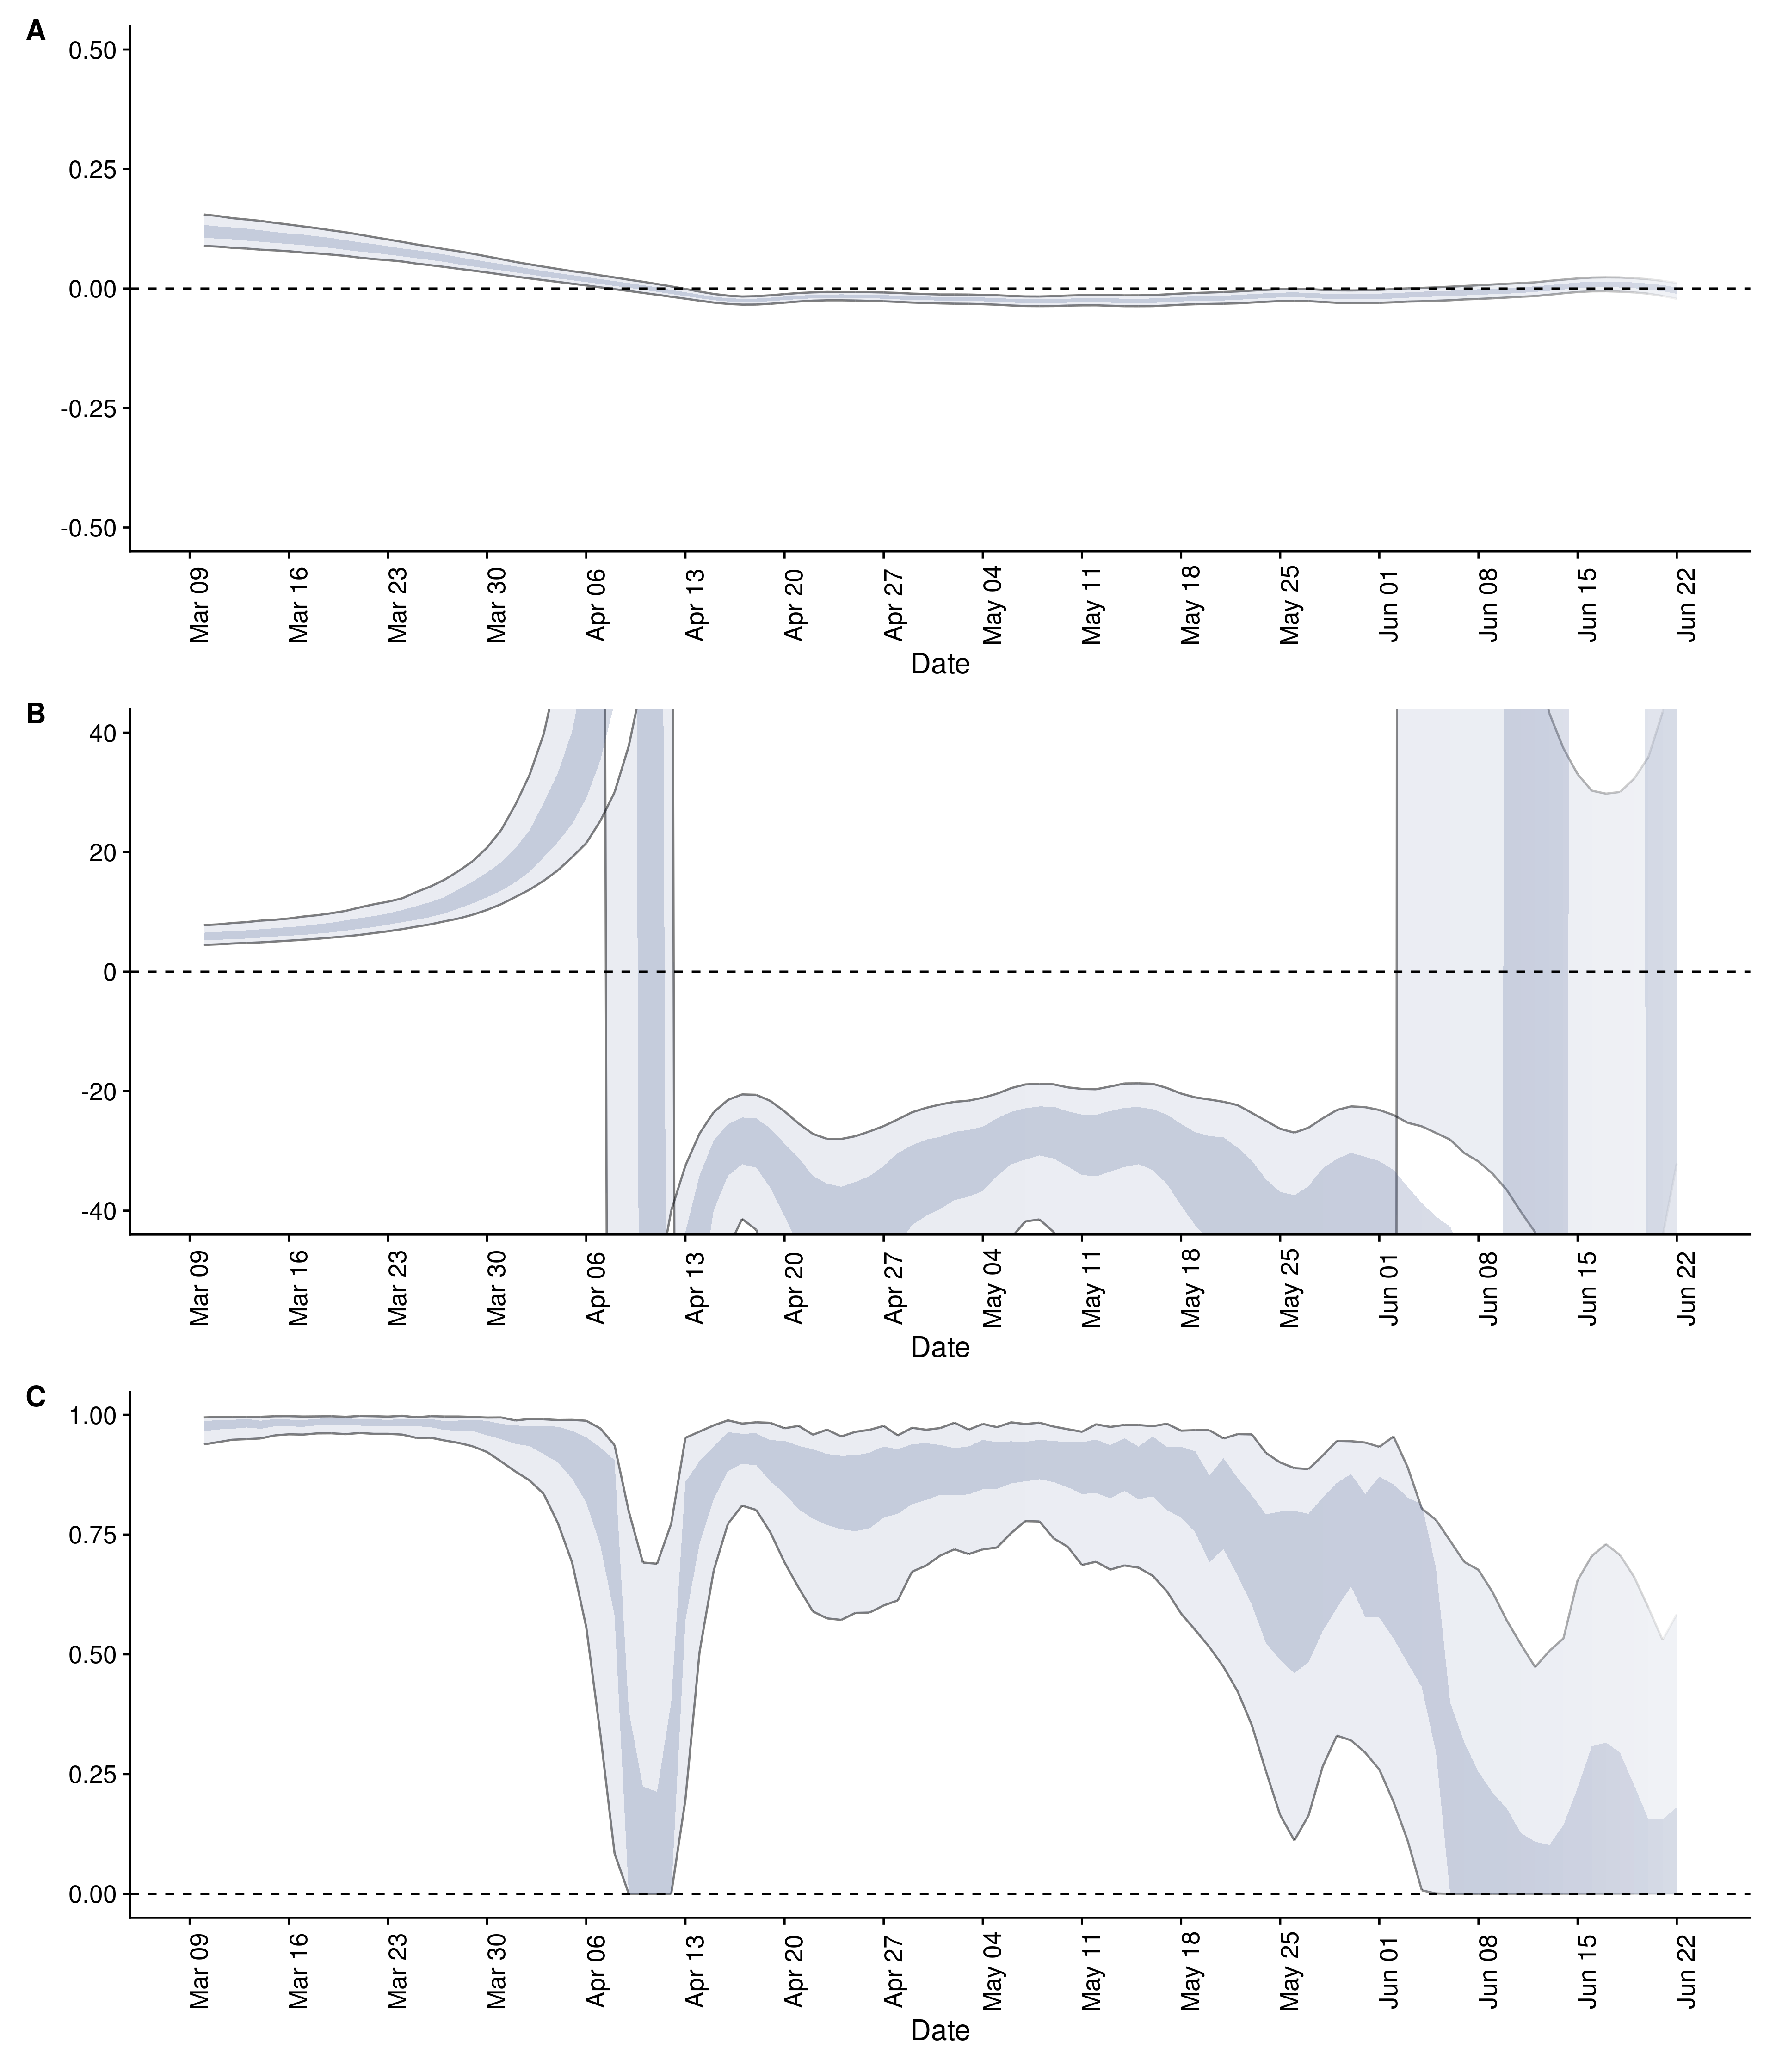 A
0.50
0.25
0.00
-0.25
-0.50
Mar 09
Mar 16
Mar 23
Mar 30
Apr 06
Apr 13
Apr 20
Apr 27
May 04
May 11
May 18
May 25
Jun 01
Jun 08
Jun 15
Jun 22
Date
B
40
20
0
-20
-40
Mar 09
Mar 16
Mar 23
Mar 30
Apr 06
Apr 13
Apr 20
Apr 27
May 04
May 11
May 18
May 25
Jun 01
Jun 08
Jun 15
Jun 22
Date
C
1.00
0.75
0.50
0.25
0.00
Mar 09
Mar 16
Mar 23
Mar 30
Apr 06
Apr 13
Apr 20
Apr 27
May 04
May 11
May 18
May 25
Jun 01
Jun 08
Jun 15
Jun 22
Date